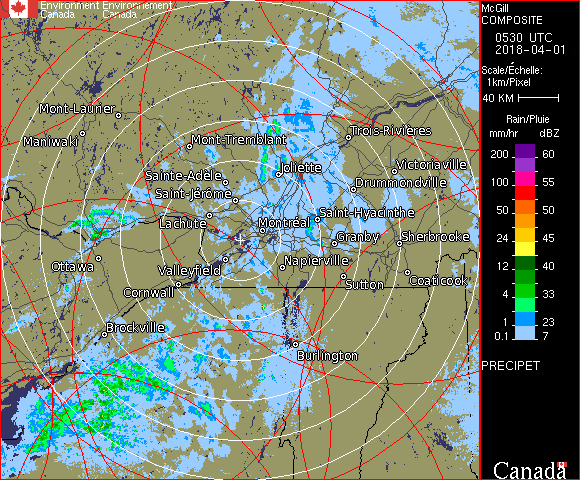 Environment Environnement
Canada Canada
McGill
COMPOSITE
0530 UTC
2018-04-01
Scale/Échelle:
1km/Pixel
40 KM
Rain/Pluie
mm/hr dBZ
200 60
100 55
50 50
24 45
12 40
4 33
1 23
0.1 7
PRECIPET
Canada
Mont-Laurier
Maniwaki
Mont-Tremblant
Trois-Rivières
Joliette
Victoriaville
Sainte-Adèle
Drummondville
Saint-Jérôme
Saint-Hyacinthe
Lachute
Montréal
Granby
Sherbrooke
Ottawa
Valleyfield
Napierville
Cornwall
Sutton
Coaticook
Brockville
Burlington